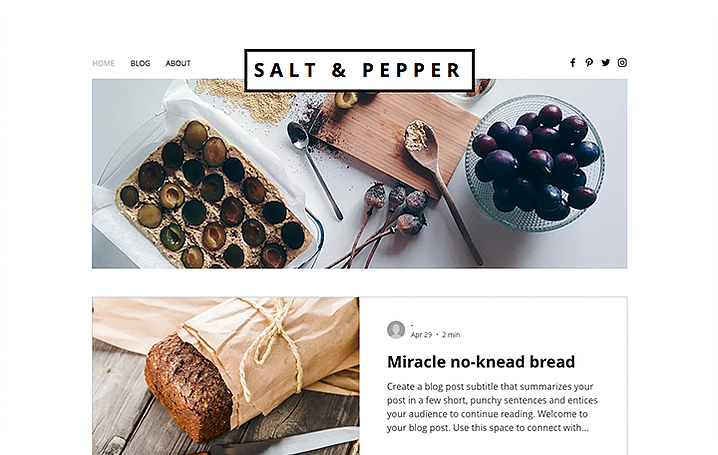 HOME BLOG ABOUT
SALT & PEPPER
-
Apr 29 • 2 min
Miracle no-knead bread
Create a blog post subtitle that summarizes your
post in a few short, punchy sentences and entices
your audience to continue reading. Welcome to
your blog post. Use this space to connect with...